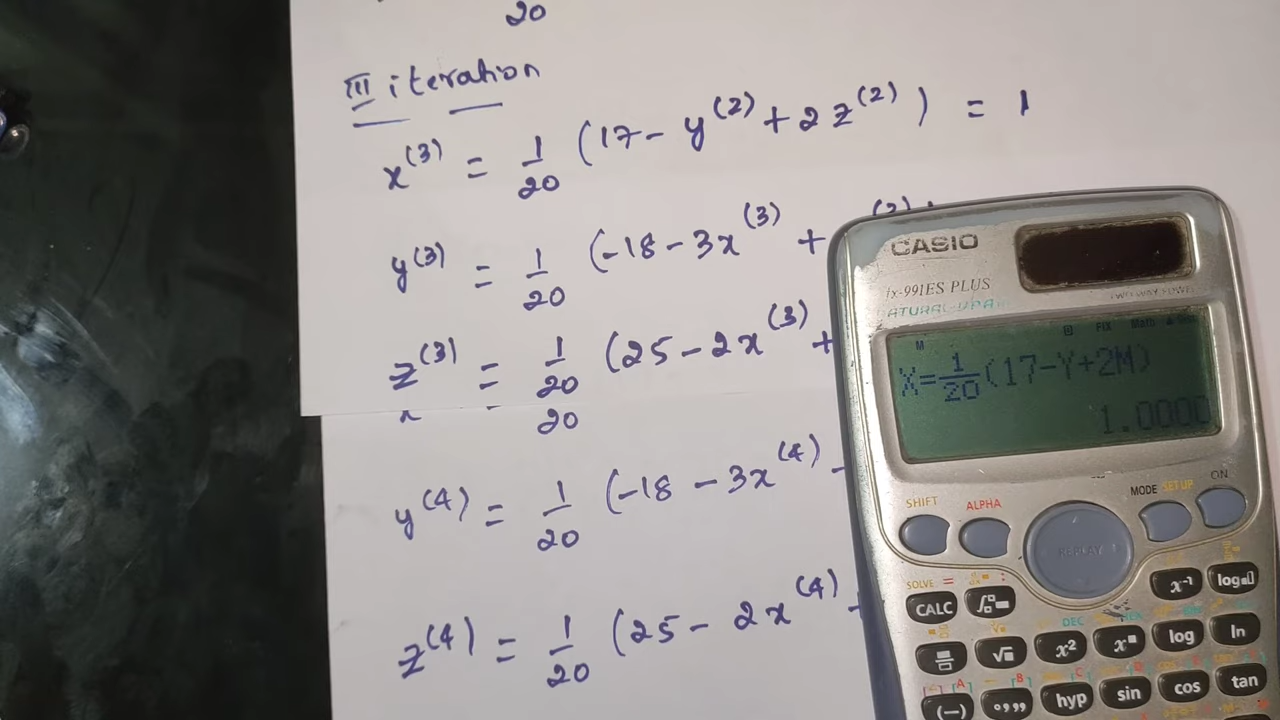 20
III iteration
x^(3) = 1/20 (17 - y^(2) + 2z^(2)) = 1
y^(3) = 1/20 (-18 - 3x^(3) +
z^(3) = 1/20 (25 - 2x^(3) +
20
y^(4) = 1/20 (-18 - 3x^(4) -
z^(4) = 1/20 (25 - 2x^(4)
CASIO
fx-991ES PLUS
TWO WAY POWER
M D FIX Math ▲
X=1/20(17-Y+2M)
1.0000
SHIFT ALPHA MODE SETUP ON
REPLAY
SOLVE =
CALC ∫ x⁻¹ log
DEC
√ x² x■ log ln
[A] [B]
(-) °,,, hyp sin cos tan